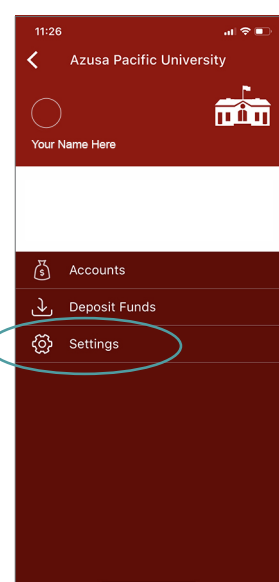 11:26
Azusa Pacific University
Your Name Here
$
Accounts
Deposit Funds
Settings